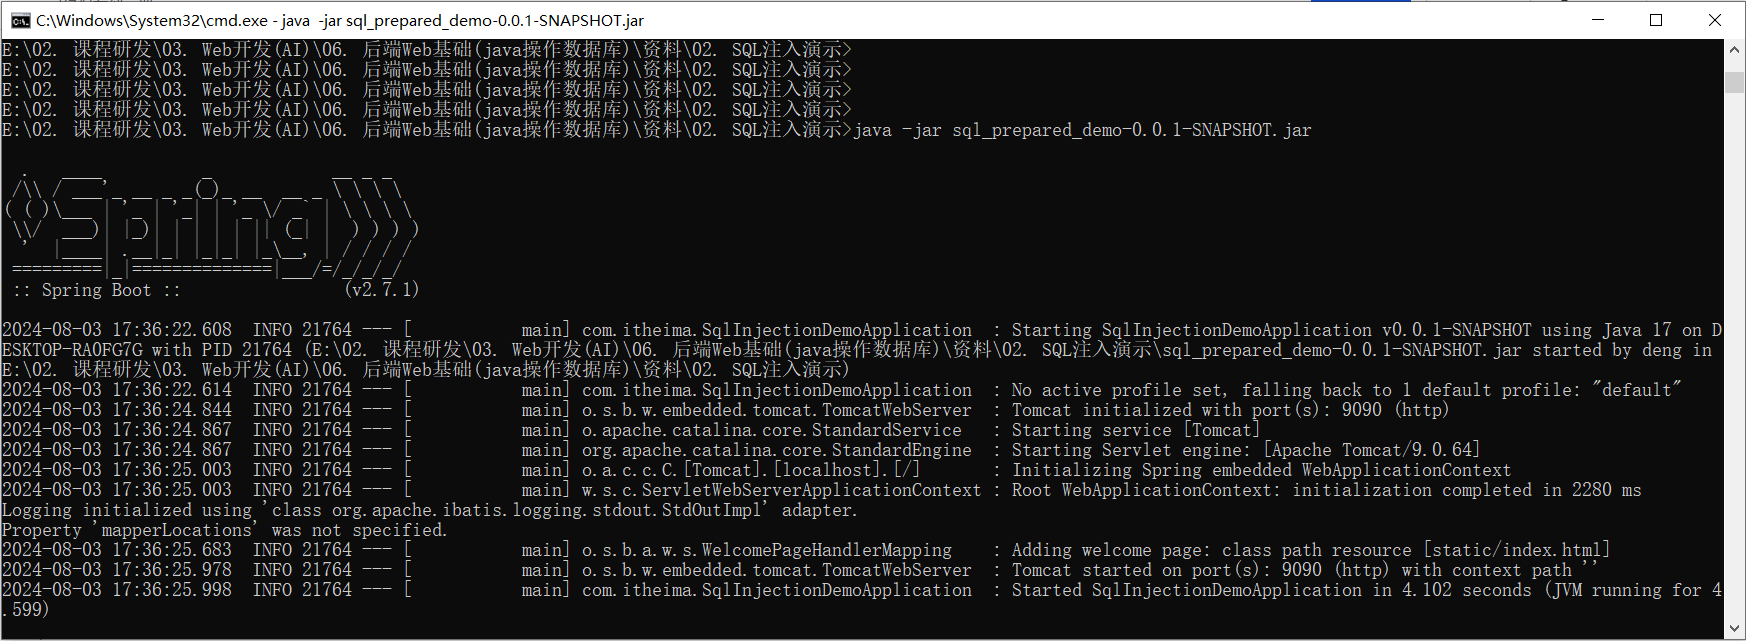 C:\Windows\System32\cmd.exe - java  -jar sql_prepared_demo-0.0.1-SNAPSHOT.jar
E:\02. 课程研发\03. Web开发(AI)\06. 后端Web基础(java操作数据库)\资料\02. SQL注入演示>
E:\02. 课程研发\03. Web开发(AI)\06. 后端Web基础(java操作数据库)\资料\02. SQL注入演示>
E:\02. 课程研发\03. Web开发(AI)\06. 后端Web基础(java操作数据库)\资料\02. SQL注入演示>
E:\02. 课程研发\03. Web开发(AI)\06. 后端Web基础(java操作数据库)\资料\02. SQL注入演示>
E:\02. 课程研发\03. Web开发(AI)\06. 后端Web基础(java操作数据库)\资料\02. SQL注入演示>java -jar sql_prepared_demo-0.0.1-SNAPSHOT.jar
Spring
:: Spring Boot ::                (v2.7.1)
2024-08-03 17:36:22.608  INFO 21764 --- [           main] com.itheima.SqlInjectionDemoApplication  : Starting SqlInjectionDemoApplication v0.0.1-SNAPSHOT using Java 17 on D
ESKTOP-RA0FG7G with PID 21764 (E:\02. 课程研发\03. Web开发(AI)\06. 后端Web基础(java操作数据库)\资料\02. SQL注入演示\sql_prepared_demo-0.0.1-SNAPSHOT.jar started by deng in
E:\02. 课程研发\03. Web开发(AI)\06. 后端Web基础(java操作数据库)\资料\02. SQL注入演示)
2024-08-03 17:36:22.614  INFO 21764 --- [           main] com.itheima.SqlInjectionDemoApplication  : No active profile set, falling back to 1 default profile: "default"
2024-08-03 17:36:24.844  INFO 21764 --- [           main] o.s.b.w.embedded.tomcat.TomcatWebServer  : Tomcat initialized with port(s): 9090 (http)
2024-08-03 17:36:24.867  INFO 21764 --- [           main] o.apache.catalina.core.StandardService   : Starting service [Tomcat]
2024-08-03 17:36:24.867  INFO 21764 --- [           main] org.apache.catalina.core.StandardEngine  : Starting Servlet engine: [Apache Tomcat/9.0.64]
2024-08-03 17:36:25.003  INFO 21764 --- [           main] o.a.c.c.C.[Tomcat].[localhost].[/]       : Initializing Spring embedded WebApplicationContext
2024-08-03 17:36:25.003  INFO 21764 --- [           main] w.s.c.ServletWebServerApplicationContext : Root WebApplicationContext: initialization completed in 2280 ms
Logging initialized using 'class org.apache.ibatis.logging.stdout.StdOutImpl' adapter.
Property 'mapperLocations' was not specified.
2024-08-03 17:36:25.683  INFO 21764 --- [           main] o.s.b.a.w.s.WelcomePageHandlerMapping    : Adding welcome page: class path resource [static/index.html]
2024-08-03 17:36:25.978  INFO 21764 --- [           main] o.s.b.w.embedded.tomcat.TomcatWebServer  : Tomcat started on port(s): 9090 (http) with context path ''
2024-08-03 17:36:25.998  INFO 21764 --- [           main] com.itheima.SqlInjectionDemoApplication  : Started SqlInjectionDemoApplication in 4.102 seconds (JVM running for 4
.599)